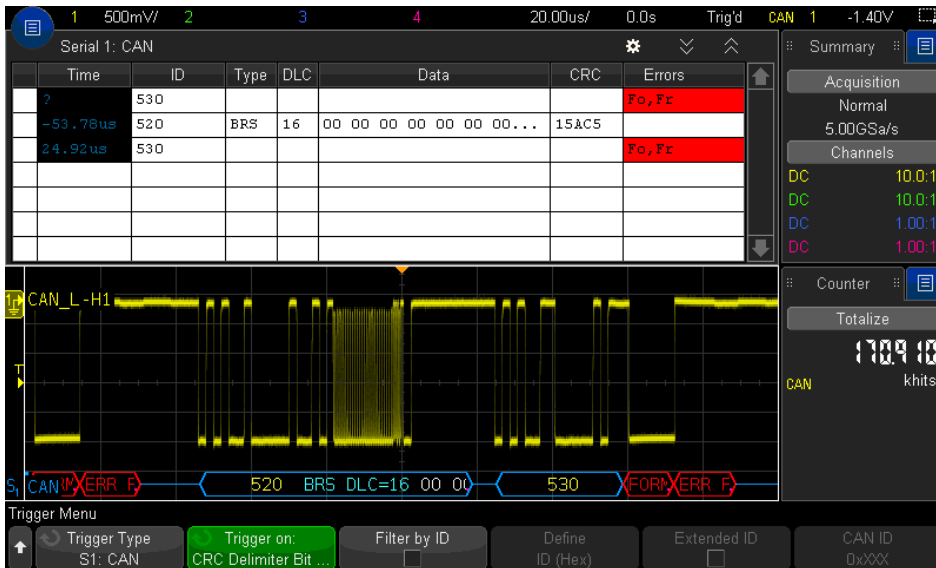 1 500mV/ 2 3 4 20.00us/ 0.0s Trig'd CAN 1 -1.40V
Serial 1: CAN
Summary
Time ID Type DLC Data CRC Errors
? 530 Fo,Fr
-53.78us 520 BRS 16 00 00 00 00 00 00 00... 15AC5
24.92us 530 Fo,Fr
Acquisition
Normal
5.00GSa/s
Channels
DC 10.0:1
DC 10.0:1
DC 1.00:1
DC 1.00:1
Counter
Totalize
170.910
CAN khits
CAN_L-H1
T
S1 CAN ERR F 520 BRS DLC=16 00 00 530 FORM ERR F
Trigger Menu
Trigger Type
S1: CAN
Trigger on:
CRC Delimiter Bit ...
Filter by ID
Define
ID (Hex)
Extended ID
CAN ID
0xXXX